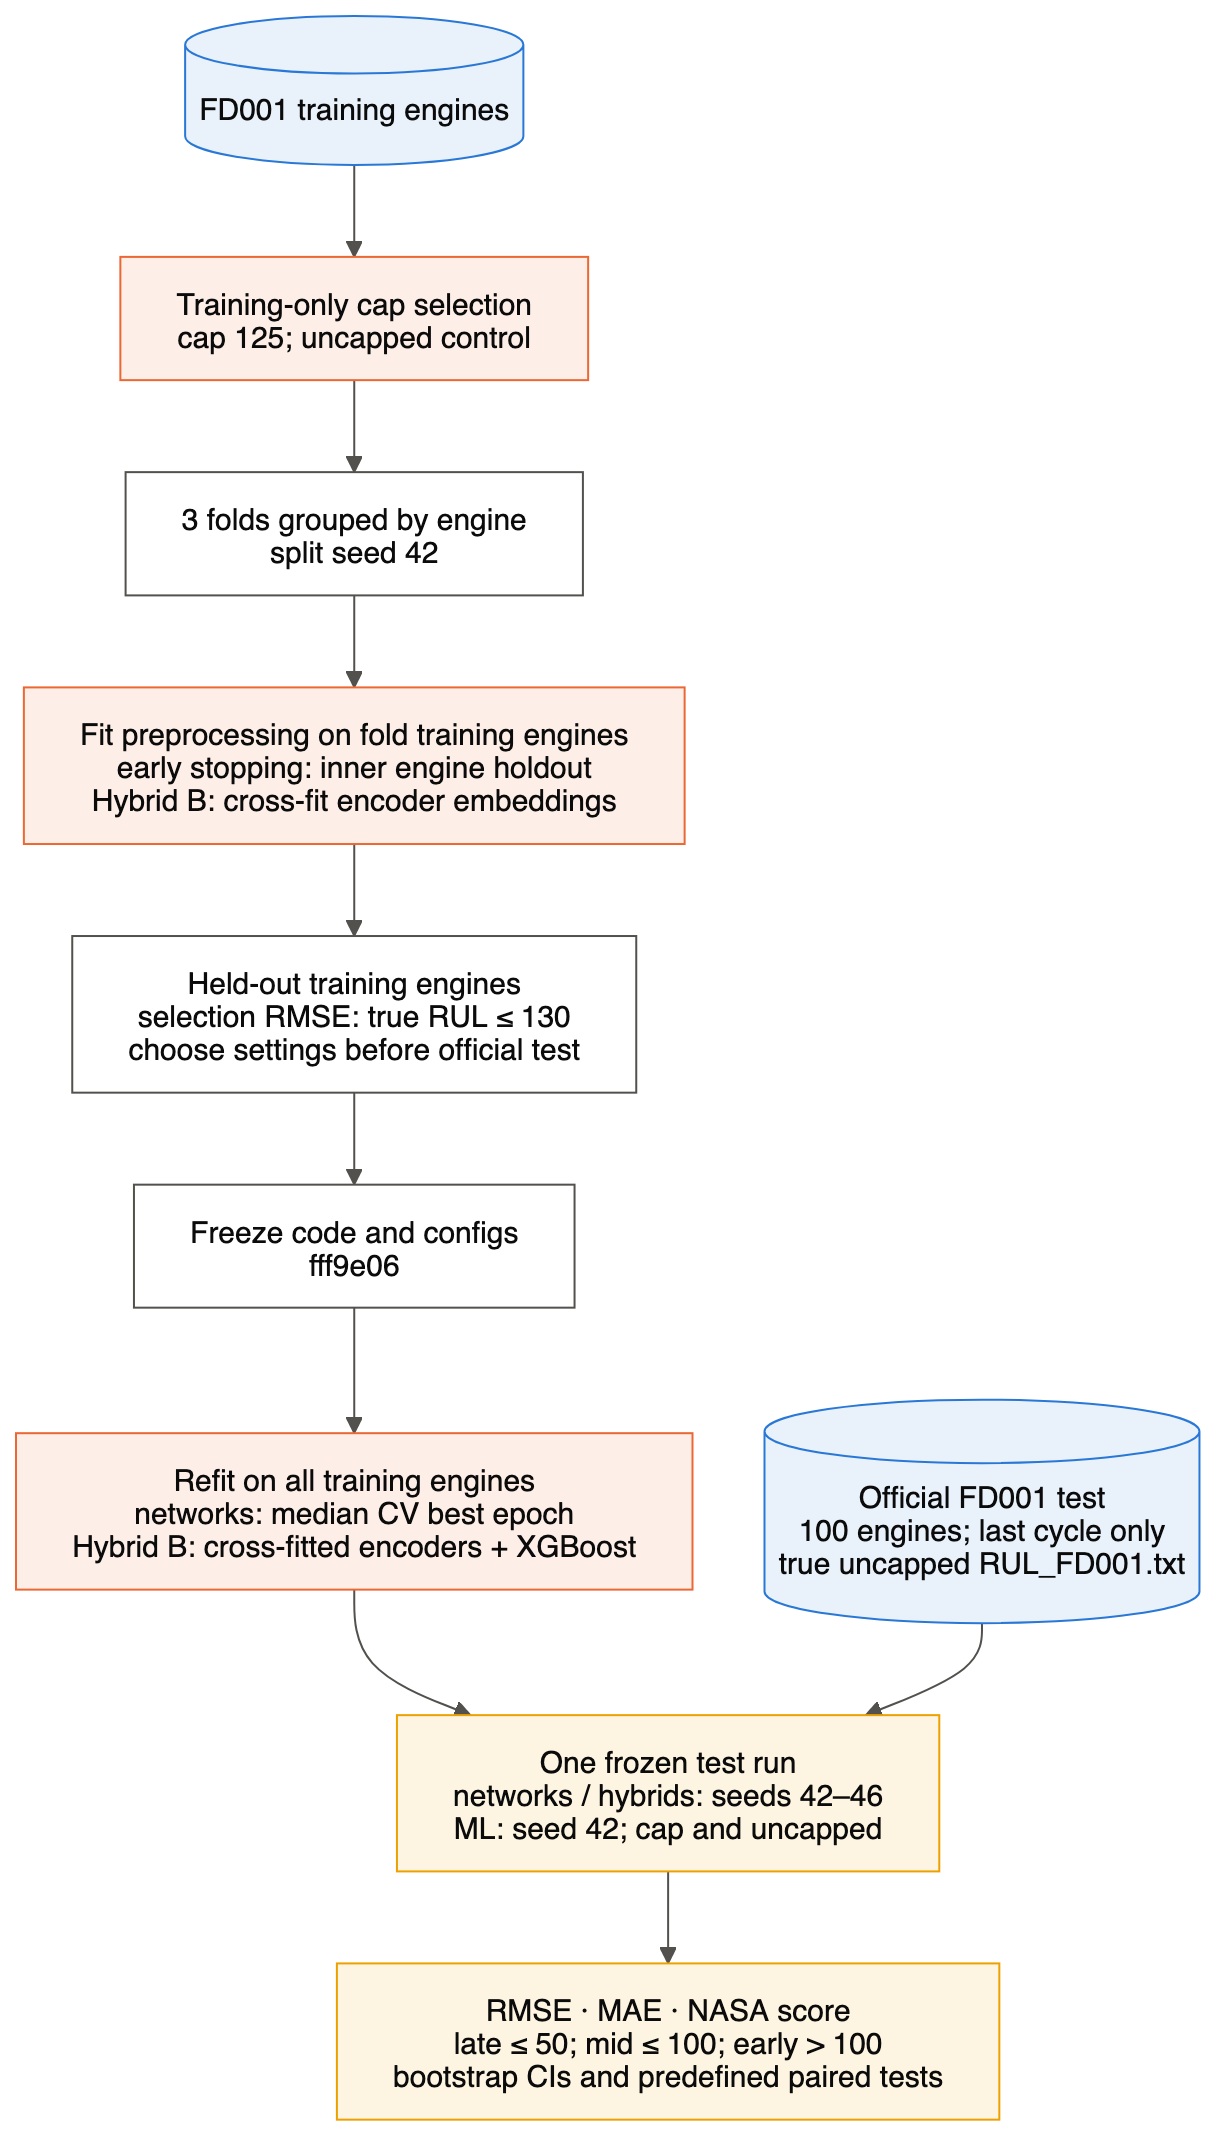 FD001 training engines
Training-only cap selection
cap 125; uncapped control
3 folds grouped by engine
split seed 42
Fit preprocessing on fold training engines
early stopping: inner engine holdout
Hybrid B: cross-fit encoder embeddings
Held-out training engines
selection RMSE: true RUL ≤ 130
choose settings before official test
Freeze code and configs
fff9e06
Refit on all training engines
networks: median CV best epoch
Hybrid B: cross-fitted encoders + XGBoost
Official FD001 test
100 engines; last cycle only
true uncapped RUL_FD001.txt
One frozen test run
networks / hybrids: seeds 42–46
ML: seed 42; cap and uncapped
RMSE · MAE · NASA score
late ≤ 50; mid ≤ 100; early > 100
bootstrap CIs and predefined paired tests